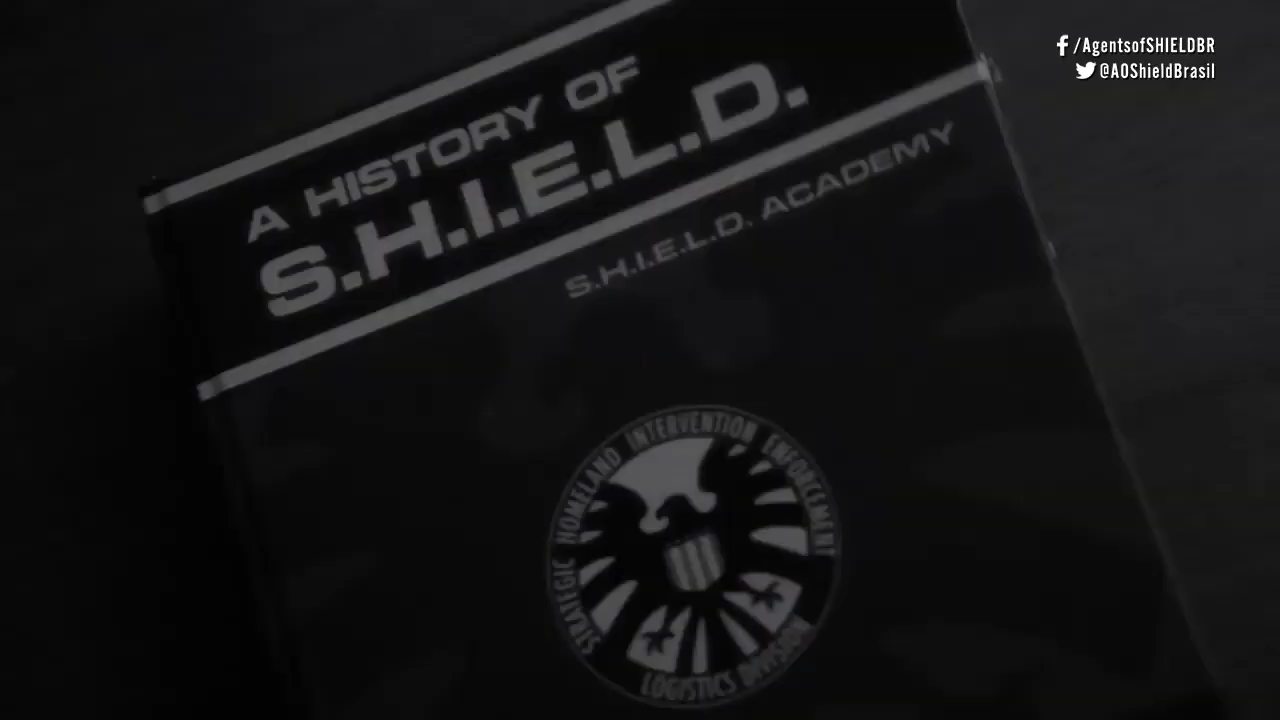 /AgentsofSHIELDBR
@AOShieldBrasil
A HISTORY OF
S.H.I.E.L.D.
S.H.I.E.L.D. ACADEMY
STRATEGIC HOMELAND INTERVENTION ENFORCEMENT
LOGISTICS DIVISION